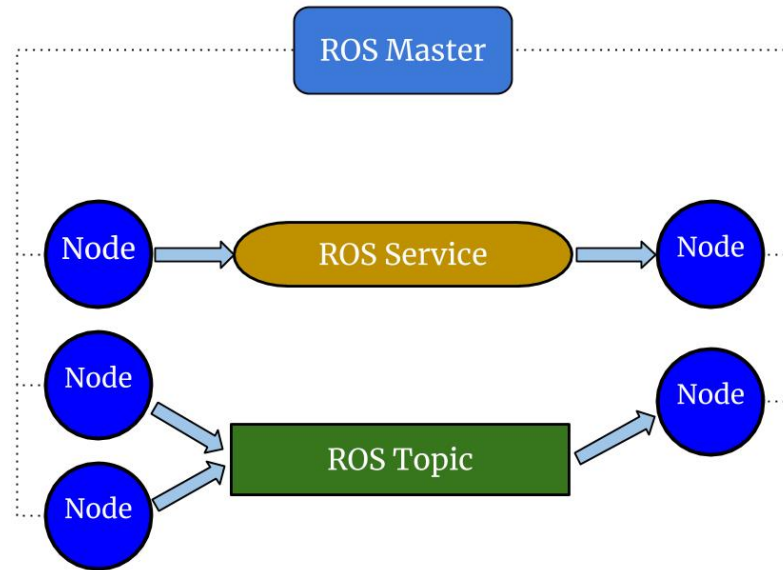 ROS Master
Node
ROS Service
Node
Node
Node
ROS Topic
Node